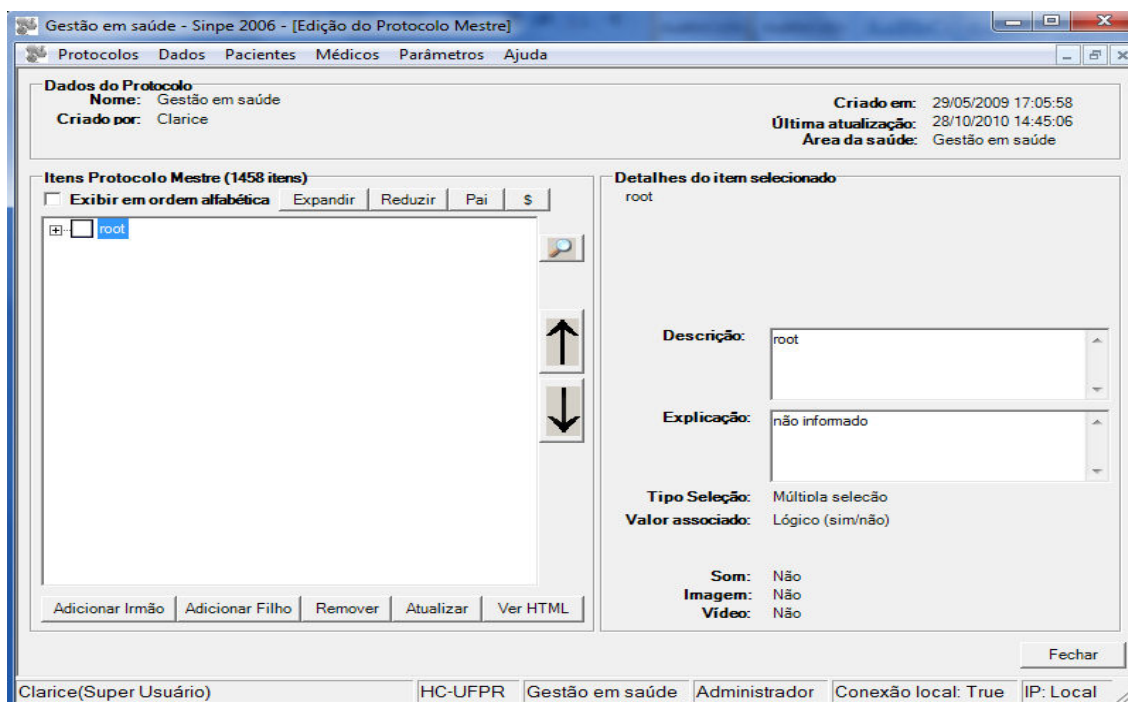 Gestão em saúde - Sinpe 2006 - [Edição do Protocolo Mestre]
Protocolos Dados Pacientes Médicos Parâmetros Ajuda
Dados do Protocolo
Nome: Gestão em saúde
Criado por: Clarice
Criado em: 29/05/2009 17:05:58
Última atualização: 28/10/2010 14:45:06
Área da saúde: Gestão em saúde
Itens Protocolo Mestre (1458 itens)
Exibir em ordem alfabética Expandir Reduzir Pai $
root
Adicionar Irmão Adicionar Filho Remover Atualizar Ver HTML
Detalhes do item selecionado
root
Descrição: root
Explicação: não informado
Tipo Seleção: Múltipla seleção
Valor associado: Lógico (sim/não)
Som: Não
Imagem: Não
Vídeo: Não
Fechar
Clarice(Super Usuário) HC-UFPR Gestão em saúde Administrador Conexão local: True IP: Local